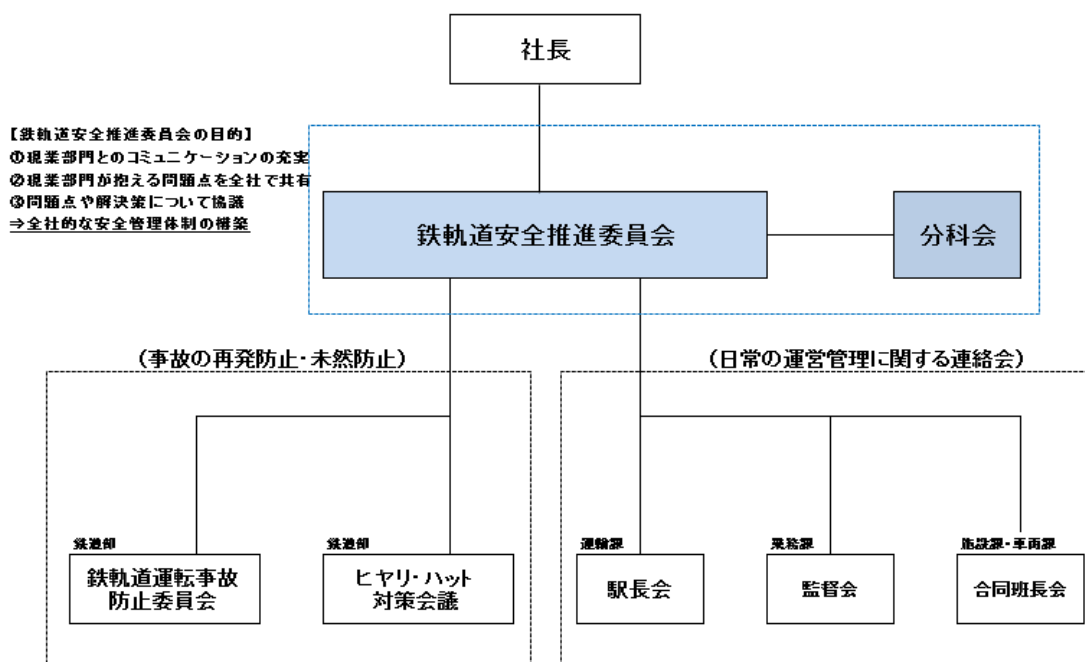 社長
【鉄軌道安全推進委員会の目的】
①現業部門とのコミュニケーションの充実
②現業部門が抱える問題点を全社で共有
③問題点や解決策について協議
⇒全社的な安全管理体制の構築
鉄軌道安全推進委員会
分科会
(事故の再発防止・未然防止)
(日常の運営管理に関する連絡会)
鉄道部
鉄軌道運転事故
防止委員会
鉄道部
ヒヤリ・ハット
対策会議
運輸課
駅長会
乗務課
監督会
施設課・車両課
合同班長会